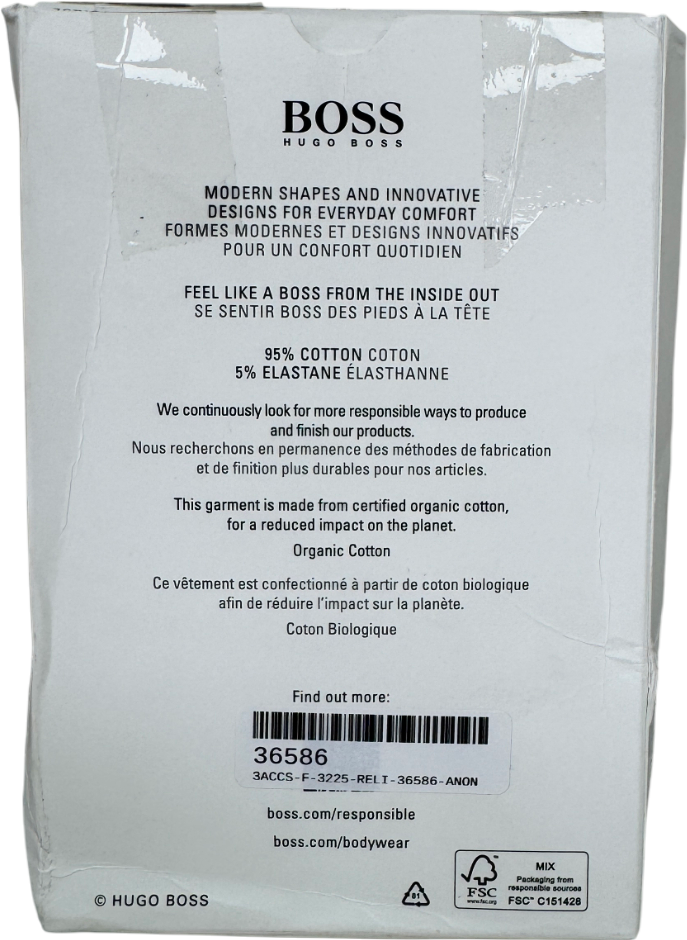 BOSS
HUGO BOSS
MODERN SHAPES AND INNOVATIVE
DESIGNS FOR EVERYDAY COMFORT
FORMES MODERNES ET DESIGNS INNOVATIFS
POUR UN CONFORT QUOTIDIEN
FEEL LIKE A BOSS FROM THE INSIDE OUT
SE SENTIR BOSS DES PIEDS À LA TÊTE
95% COTTON COTON
5% ELASTANE ÉLASTHANNE
We continuously look for more responsible ways to produce
and finish our products.
Nous recherchons en permanence des méthodes de fabrication
et de finition plus durables pour nos articles.
This garment is made from certified organic cotton,
for a reduced impact on the planet.
Organic Cotton
Ce vêtement est confectionné à partir de coton biologique
afin de réduire l'impact sur la planète.
Coton Biologique
Find out more:
36586
3ACCS-F-3225-RELI-36586-ANON
boss.com/responsible
boss.com/bodywear
© HUGO BOSS
81
FSC
www.fsc.org
MIX
Packaging from
responsible sources
FSC™ C151428